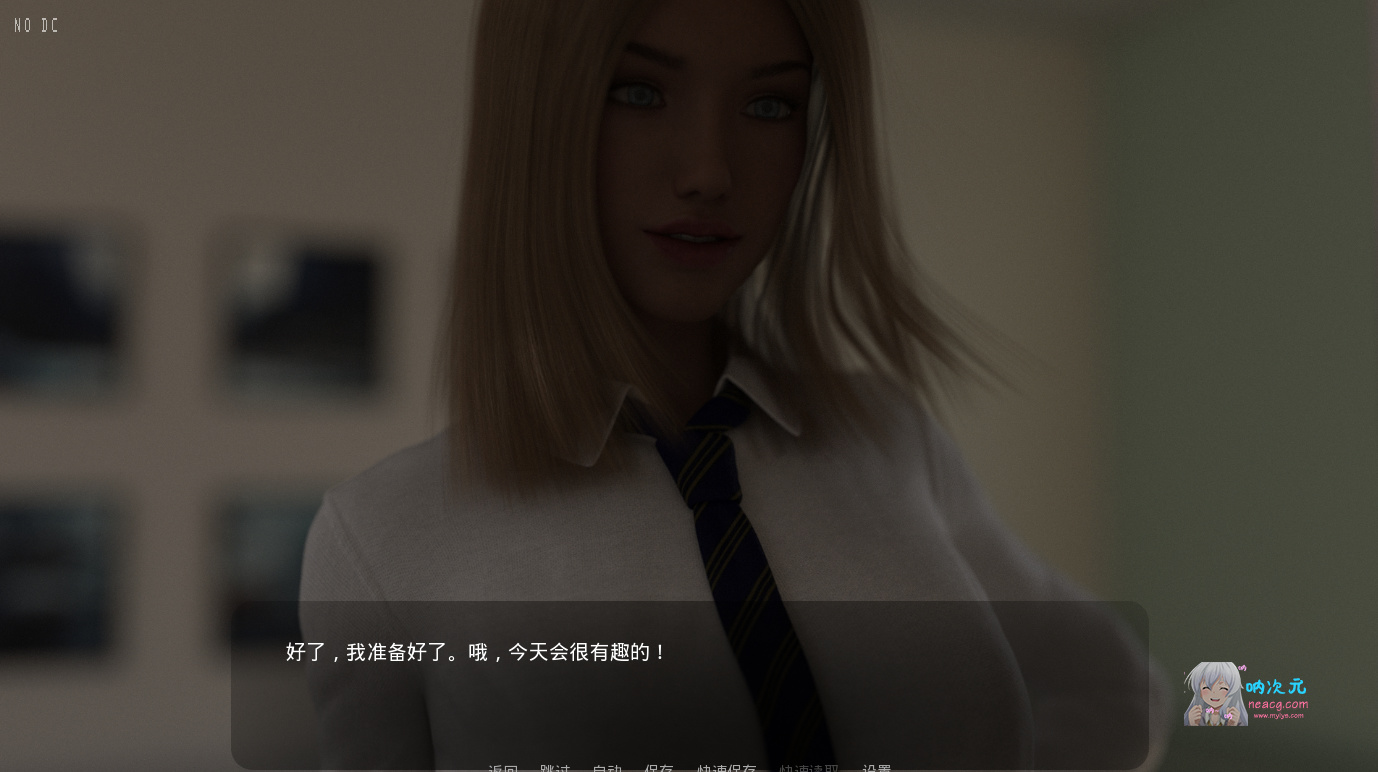 NO DC
好了，我准备好了。哦，今天会很有趣的！
呐次元
neacg.com
www.mylye.com
返回 跳过 自动 保存 快速保存 快速读取 设置